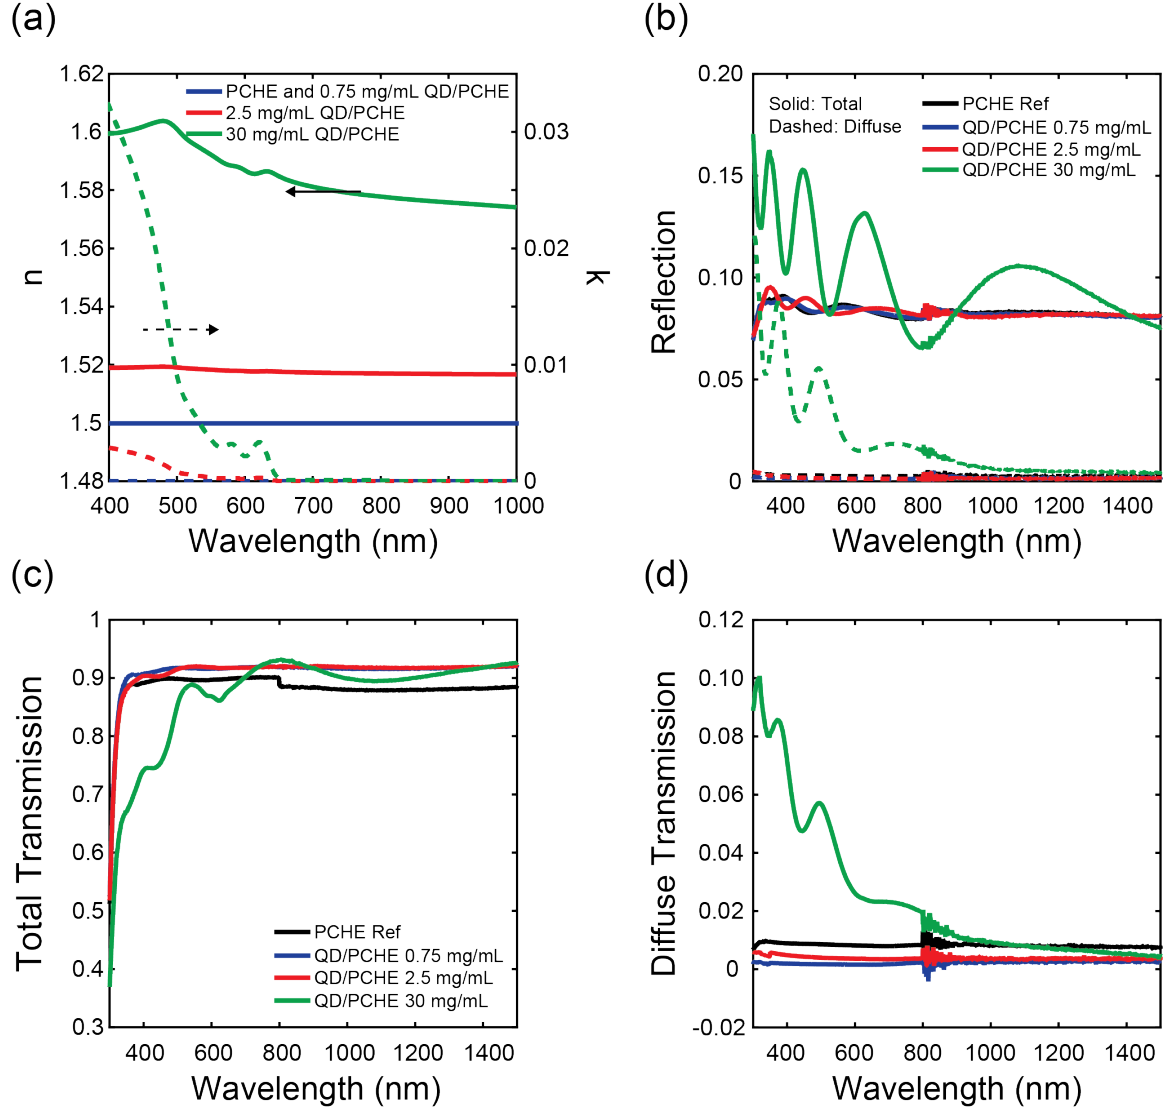 (a)
1.62
1.6
1.58
1.56
1.54
1.52
1.5
1.48
n
PCHE and 0.75 mg/mL QD/PCHE
2.5 mg/mL QD/PCHE
30 mg/mL QD/PCHE
0.03
0.02
0.01
0
k
400 500 600 700 800 900 1000
Wavelength (nm)
(b)
0.20
0.15
0.10
0.05
0
Reflection
Solid: Total
Dashed: Diffuse
PCHE Ref
QD/PCHE 0.75 mg/mL
QD/PCHE 2.5 mg/mL
QD/PCHE 30 mg/mL
400 600 800 1000 1200 1400
Wavelength (nm)
(c)
1
0.9
0.8
0.7
0.6
0.5
0.4
0.3
Total Transmission
PCHE Ref
QD/PCHE 0.75 mg/mL
QD/PCHE 2.5 mg/mL
QD/PCHE 30 mg/mL
400 600 800 1000 1200 1400
Wavelength (nm)
(d)
0.12
0.10
0.08
0.06
0.04
0.02
0
-0.02
Diffuse Transmission
400 600 800 1000 1200 1400
Wavelength (nm)